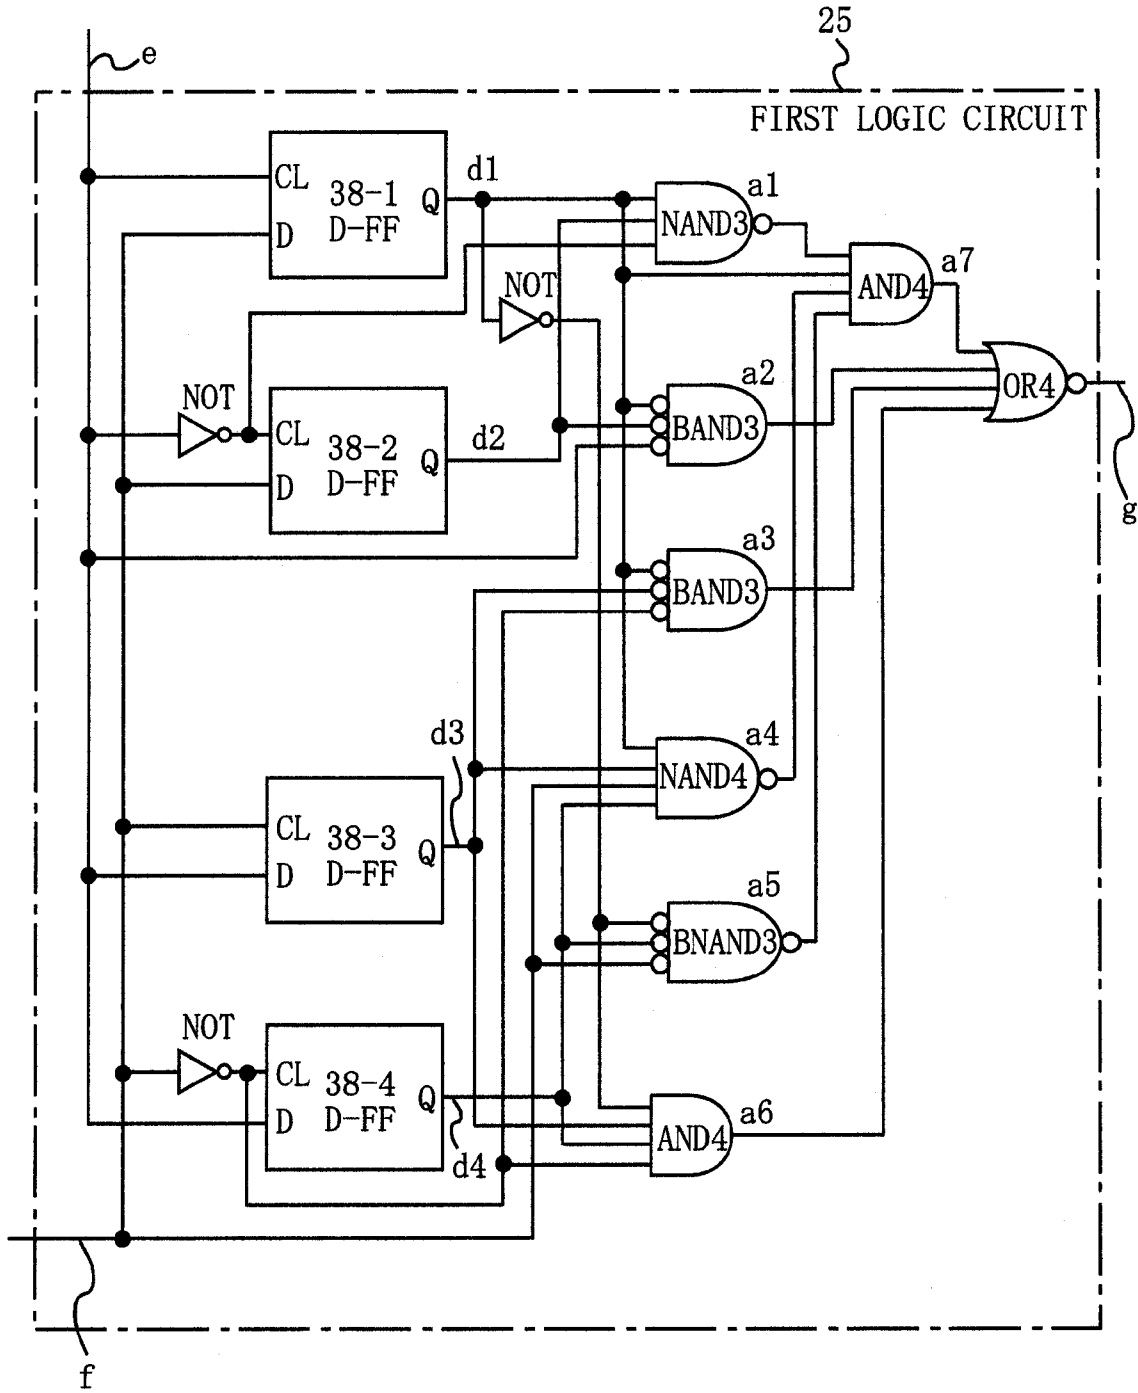 25
e
FIRST LOGIC CIRCUIT
CL
38-1
D-FF
Q
D
d1
NAND3
a1
NOT
AND4
a7
NOT
CL
38-2
D-FF
Q
D
d2
BAND3
a2
OR4
g
BAND3
a3
d3
NAND4
a4
CL
38-3
D-FF
Q
D
BNAND3
a5
NOT
CL
38-4
D-FF
Q
D
d4
AND4
a6
f